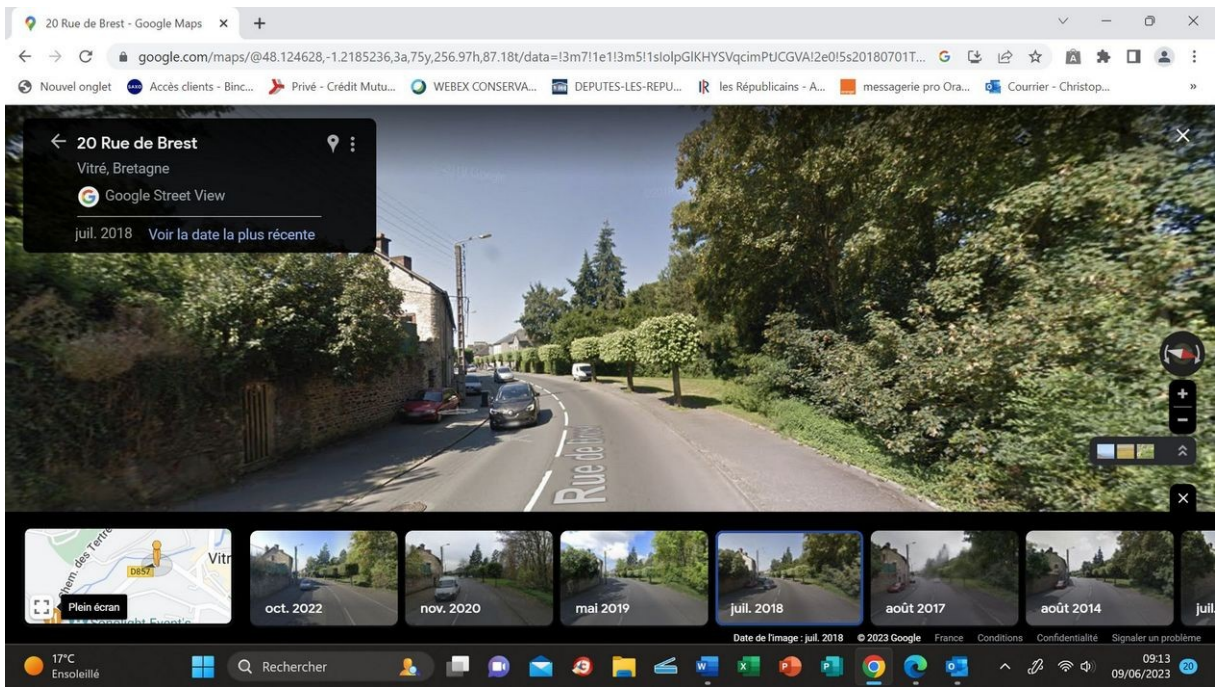 20 Rue de Brest - Google Maps
google.com/maps/@48.124628,-1.2185236,3a,75y,256.97h,87.18t/data=!3m7!1e1!3m5!1sIolpGlKHYSVqcimPtJCGVA!2e0!5s20180701T...
Nouvel onglet
Accès clients - Binc...
Privé - Crédit Mutu...
WEBEX CONSERVA...
DEPUTES-LES-REPU...
les Républicains - A...
messagerie pro Ora...
Courrier - Christop...
»
20 Rue de Brest
Vitré, Bretagne
Google Street View
juil. 2018 Voir la date la plus récente
Rue de Brest
chem. des Tertre
D857
Vitr
Plein écran
oct. 2022
nov. 2020
mai 2019
juil. 2018
août 2017
août 2014
juil.
Date de l'image : juil. 2018 © 2023 Google France Conditions Confidentialité Signaler un problème
17°C
Ensoleillé
Rechercher
09:13
09/06/2023
20